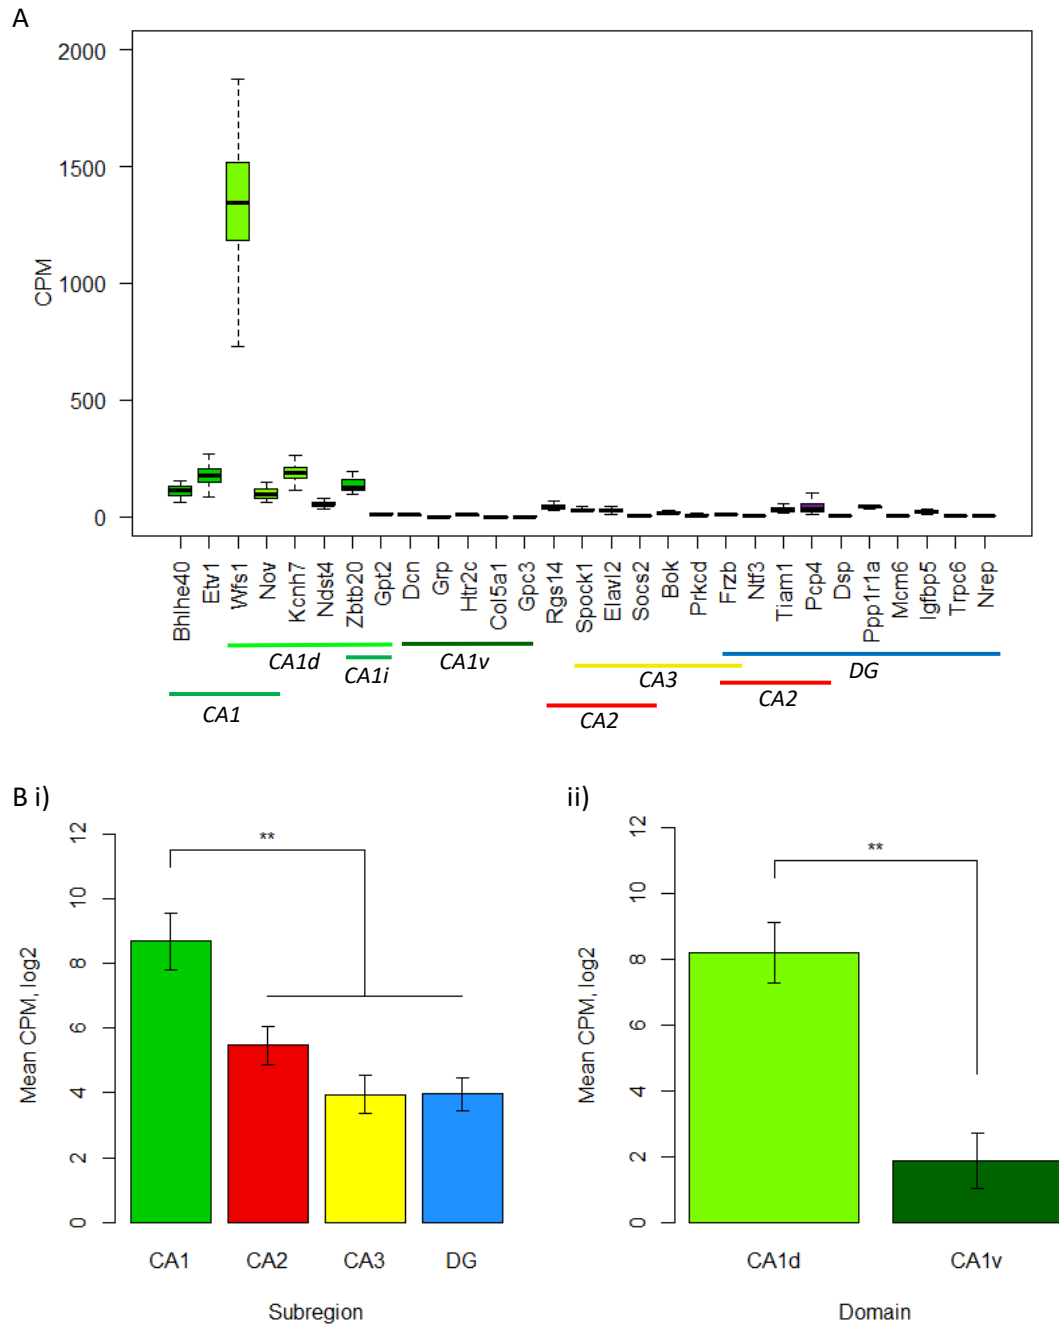 A
2000
1500
1000
500
0
CPM
Bhlhe40
Etv1
Wfs1
Nov
Kcnh7
Ndst4
Zbtb20
Gpt2
Dcn
Grp
Htr2c
Col5a1
Gpc3
Rgs14
Spock1
Elavl2
Socs2
Bok
Prkcd
Frzb
Ntf3
Tiam1
Pcp4
Dsp
Ppp1r1a
Mcm6
Igfbp5
Trpc6
Nrep
CA1d
CA1i
CA1v
CA3
DG
CA1
CA2
CA2
B i)
12
10
8
6
4
2
0
Mean CPM, log2
**
CA1 CA2 CA3 DG
Subregion
ii)
12
10
8
6
4
2
0
Mean CPM, log2
**
CA1d CA1v
Domain